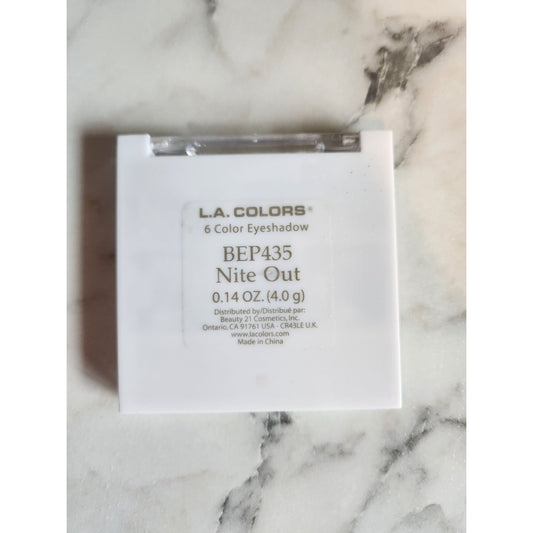 L.A. COLORS®
6 Color Eyeshadow
BEP435
Nite Out
0.14 OZ. (4.0 g)
Distributed by/Distribué par:
Beauty 21 Cosmetics, Inc.
Ontario, CA 91761 USA - CR43LE U.K.
www.lacolors.com
Made in China